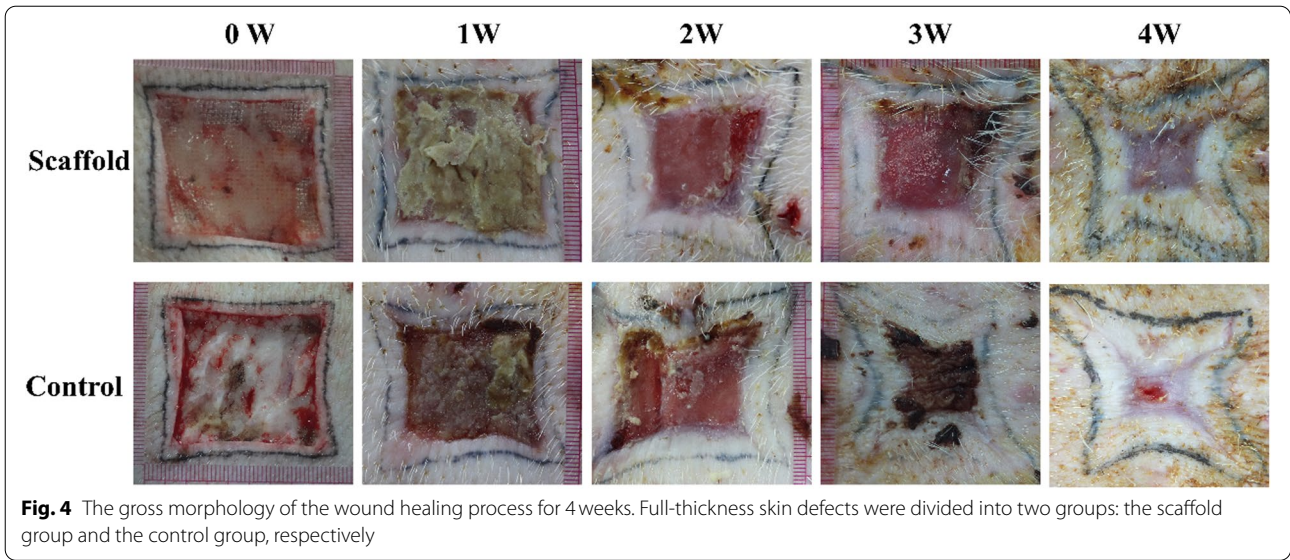 0 W 1W 2W 3W 4W
Scaffold
Control
Fig. 4 The gross morphology of the wound healing process for 4 weeks. Full-thickness skin defects were divided into two groups: the scaffold
group and the control group, respectively